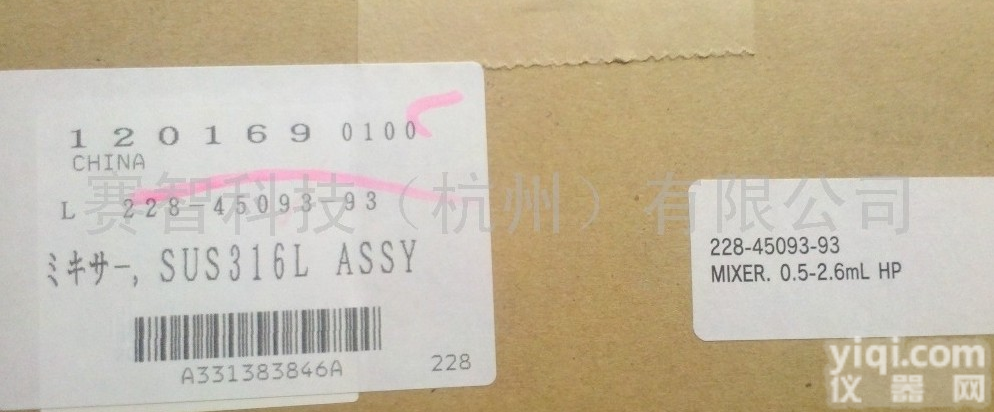 120169 0100
CHINA
L 228-45093-93
ミキサー, SUS316L ASSY
A331383846A
228
赛智科技（杭州）有限公司
228-45093-93
MIXER. 0.5-2.6mL HP
yiqi.com
仪器网